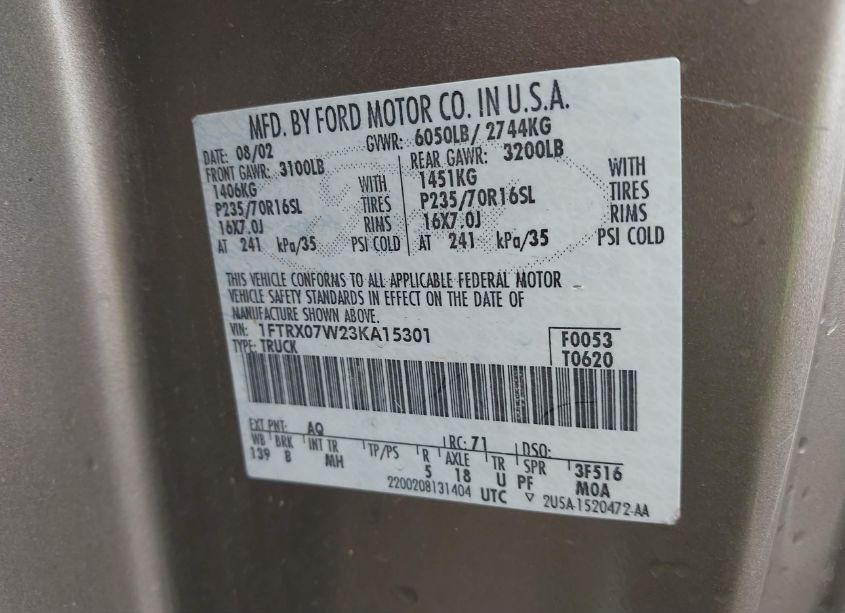 MFD. BY FORD MOTOR CO. IN U.S.A.
DATE: 08/02 GVWR: 6050LB/ 2744KG
FRONT GAWR: 3100LB REAR GAWR: 3200LB
1406KG WITH 1451KG WITH
P235/70R16SL TIRES P235/70R16SL TIRES
16X7.0J RIMS 16X7.0J RIMS
AT 241 kPa/35 PSI COLD AT 241 kPa/35 PSI COLD
THIS VEHICLE CONFORMS TO ALL APPLICABLE FEDERAL MOTOR
VEHICLE SAFETY STANDARDS IN EFFECT ON THE DATE OF
MANUFACTURE SHOWN ABOVE.
VIN: 1FTRX07W23KA15301 F0053
TYPE: TRUCK T0620
EXT PNT: AQ RC: 71 DSO:
WB BRK INT TR TP/PS R AXLE TR SPR 3F516
139 B MH 5 18 U PF MOA
2200208131404 UTC ▽ 2U5A-1520472-AA